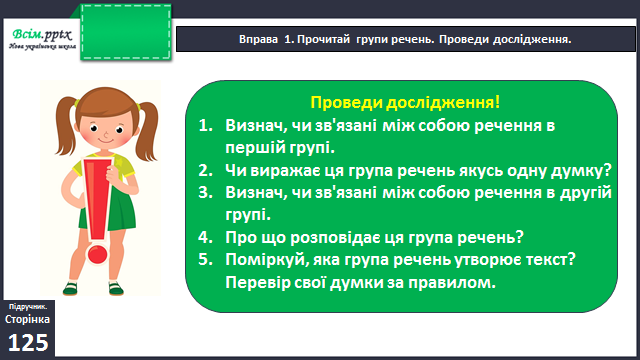 Всім.pptx
Нова українська школа
Вправа 1. Прочитай групи речень. Проведи дослідження.
Проведи дослідження!
1. Визнач, чи зв'язані між собою речення в
першій групі.
2. Чи виражає ця група речень якусь одну думку?
3. Визнач, чи зв'язані між собою речення в другій
групі.
4. Про що розповідає ця група речень?
5. Поміркуй, яка група речень утворює текст?
Перевір свої думки за правилом.
Підручник.
Сторінка
125